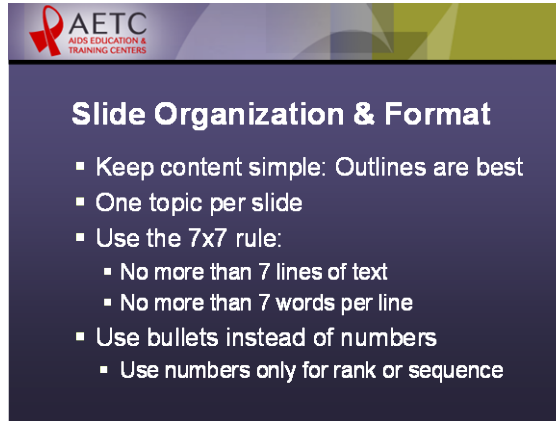 AETC
AIDS EDUCATION &
TRAINING CENTERS
Slide Organization & Format
Keep content simple: Outlines are best
One topic per slide
Use the 7x7 rule:
No more than 7 lines of text
No more than 7 words per line
Use bullets instead of numbers
Use numbers only for rank or sequence